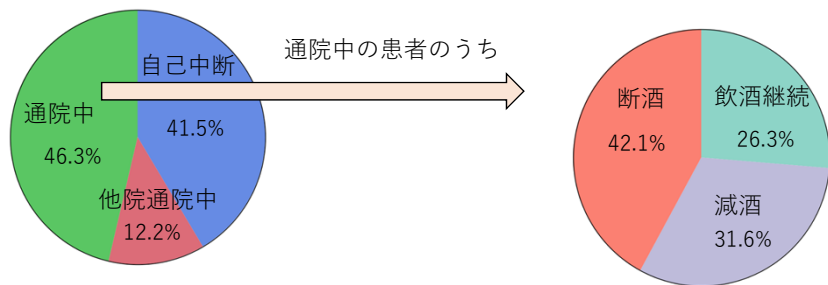 通院中の患者のうち
自己中断
41.5%
通院中
46.3%
他院通院中
12.2%
断酒
42.1%
飲酒継続
26.3%
減酒
31.6%